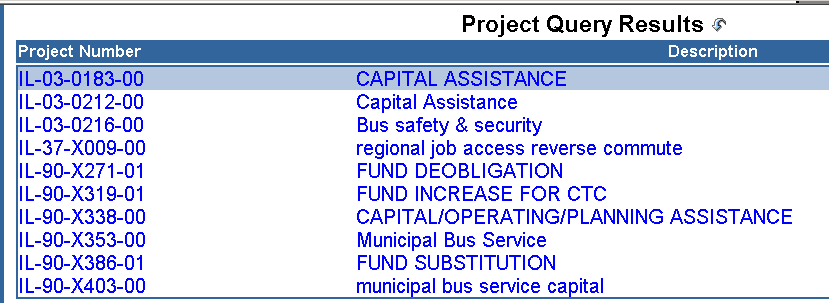 Project Query Results
Project Number Description
IL-03-0183-00 CAPITAL ASSISTANCE
IL-03-0212-00 Capital Assistance
IL-03-0216-00 Bus safety & security
IL-37-X009-00 regional job access reverse commute
IL-90-X271-01 FUND DEOBLIGATION
IL-90-X319-01 FUND INCREASE FOR CTC
IL-90-X338-00 CAPITAL/OPERATING/PLANNING ASSISTANCE
IL-90-X353-00 Municipal Bus Service
IL-90-X386-01 FUND SUBSTITUTION
IL-90-X403-00 municipal bus service capital